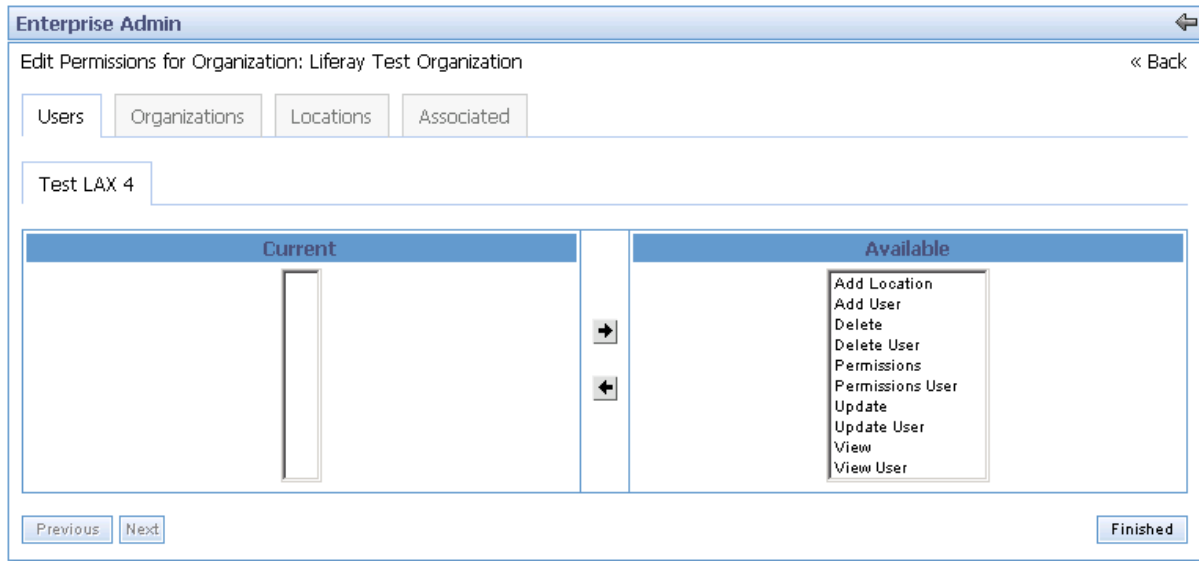 Enterprise Admin
Edit Permissions for Organization: Liferay Test Organization « Back
Users Organizations Locations Associated
Test LAX 4
Current Available
Add Location
Add User
Delete
Delete User
Permissions
Permissions User
Update
Update User
View
View User
Previous Next Finished